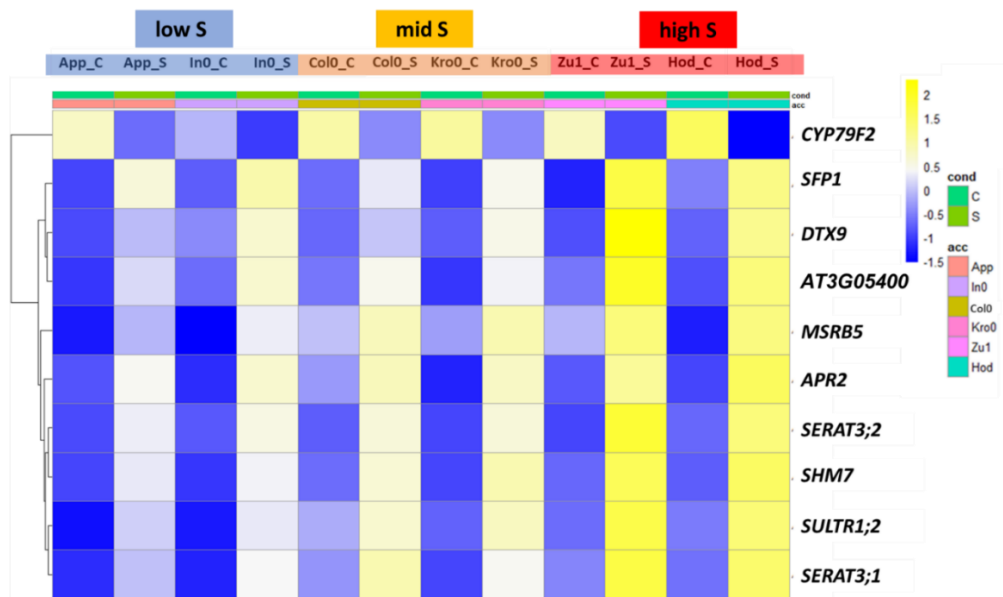 low S mid S high S
App_C App_S In0_C In0_S Col0_C Col0_S Kro0_C Kro0_S Zu1_C Zu1_S Hod_C Hod_S
cond
acc
CYP79F2
SFP1
DTX9
AT3G05400
MSRB5
APR2
SERAT3;2
SHM7
SULTR1;2
SERAT3;1
2
1.5
1
0.5
0
-0.5
-1
-1.5
cond
C
S
acc
App
In0
Col0
Kro0
Zu1
Hod